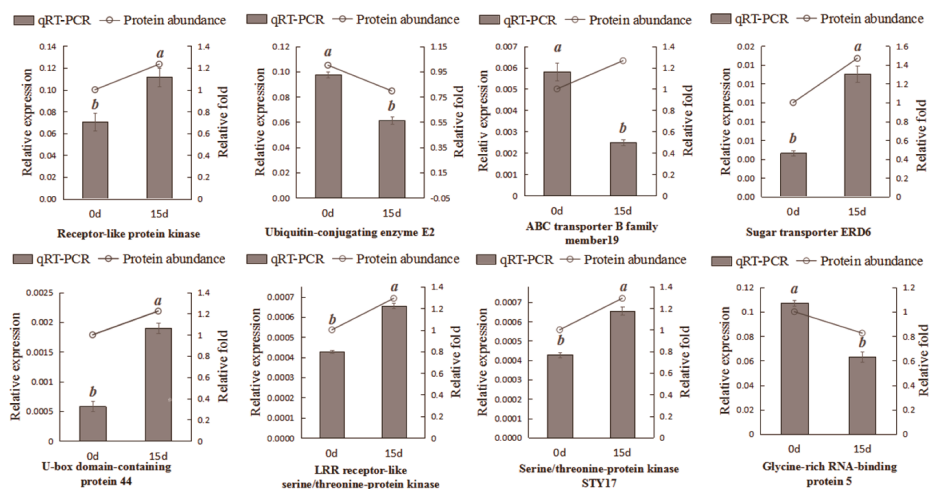 qRT-PCR Protein abundance
Relative expression
0.14
0.12
0.10
0.08
0.06
0.04
0.02
0.00
b
a
1.4
1.2
1.0
0.8
0.6
0.4
0.2
0
Relative fold
0d 15d
Receptor-like protein kinase
qRT-PCR Protein abundance
Relative expression
0.12
0.10
0.08
0.06
0.04
0.02
0.00
a
b
1.15
0.95
0.75
0.55
0.35
0.15
-0.05
Relative fold
0d 15d
Ubiquitin-conjugating enzyme E2
qRT-PCR Protein abundance
Relative expression
0.007
0.006
0.005
0.004
0.003
0.002
0.001
0
a
b
1.4
1.2
1
0.8
0.6
0.4
0.2
0
Relative fold
0d 15d
ABC transporter B family
member19
qRT-PCR Protein abundance
Relative expression
0.02
0.02
0.01
0.01
0.01
0.01
0.00
0.00
0.00
b
a
1.6
1.4
1.2
1
0.8
0.6
0.4
0.2
0
Relative fold
0d 15d
Sugar transporter ERD6
qRT-PCR Protein abundance
Relative expression
0.0025
0.002
0.0015
0.001
0.0005
0
b
a
1.4
1.2
1
0.8
0.6
0.4
0.2
0
Relative fold
0d 15d
U-box domain-containing
protein 44
qRT-PCR Protein abundance
Relative expression
0.0007
0.0006
0.0005
0.0004
0.0003
0.0002
0.0001
0.0000
b
a
1.4
1.2
1
0.8
0.6
0.4
0.2
0
Relative fold
0d 15d
LRR receptor-like
serine/threonine-protein kinase
qRT-PCR Protein abundance
Relative expression
0.0007
0.0006
0.0005
0.0004
0.0003
0.0002
0.0001
0.0000
b
a
1.4
1.2
1
0.8
0.6
0.4
0.2
0
Relative fold
0d 15d
Serine/threonine-protein kinase
STY17
qRT-PCR Protein abundance
Relative expression
0.12
0.1
0.08
0.06
0.04
0.02
0
a
b
1.2
1
0.8
0.6
0.4
0.2
0
Relative fold
0d 15d
Glycine-rich RNA-binding
protein 5